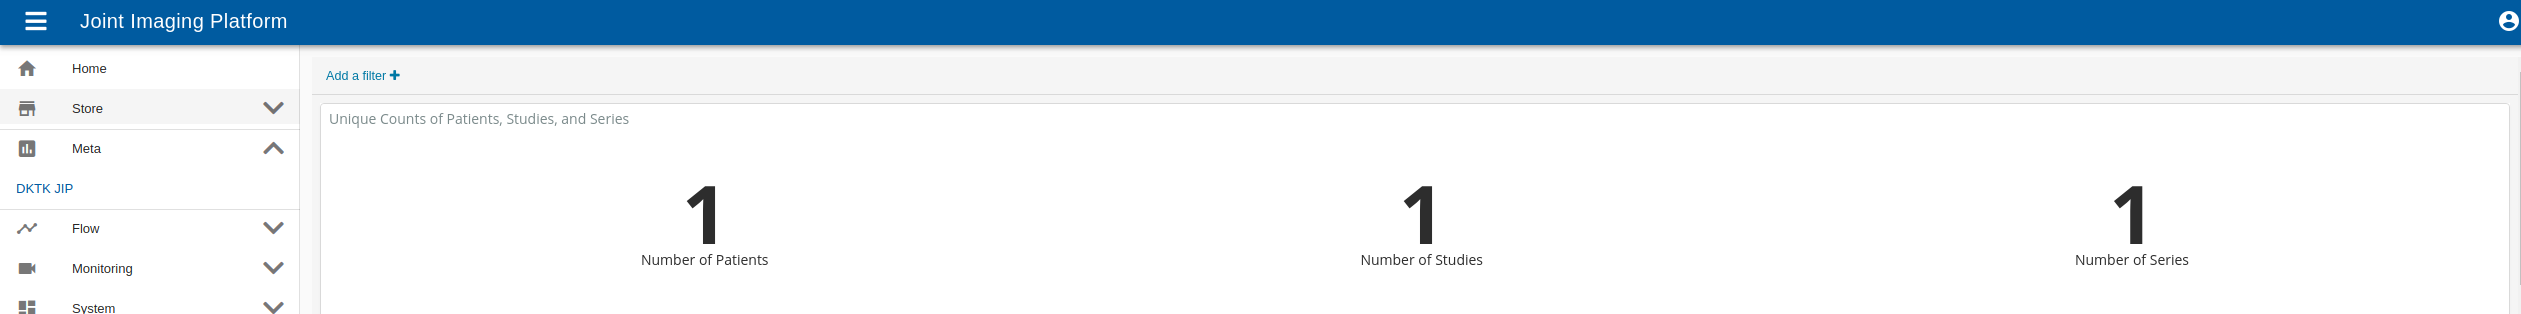 Joint Imaging Platform
Home
Store
Meta
DKTK JIP
Flow
Monitoring
System
Add a filter +
Unique Counts of Patients, Studies, and Series
1
Number of Patients
1
Number of Studies
1
Number of Series